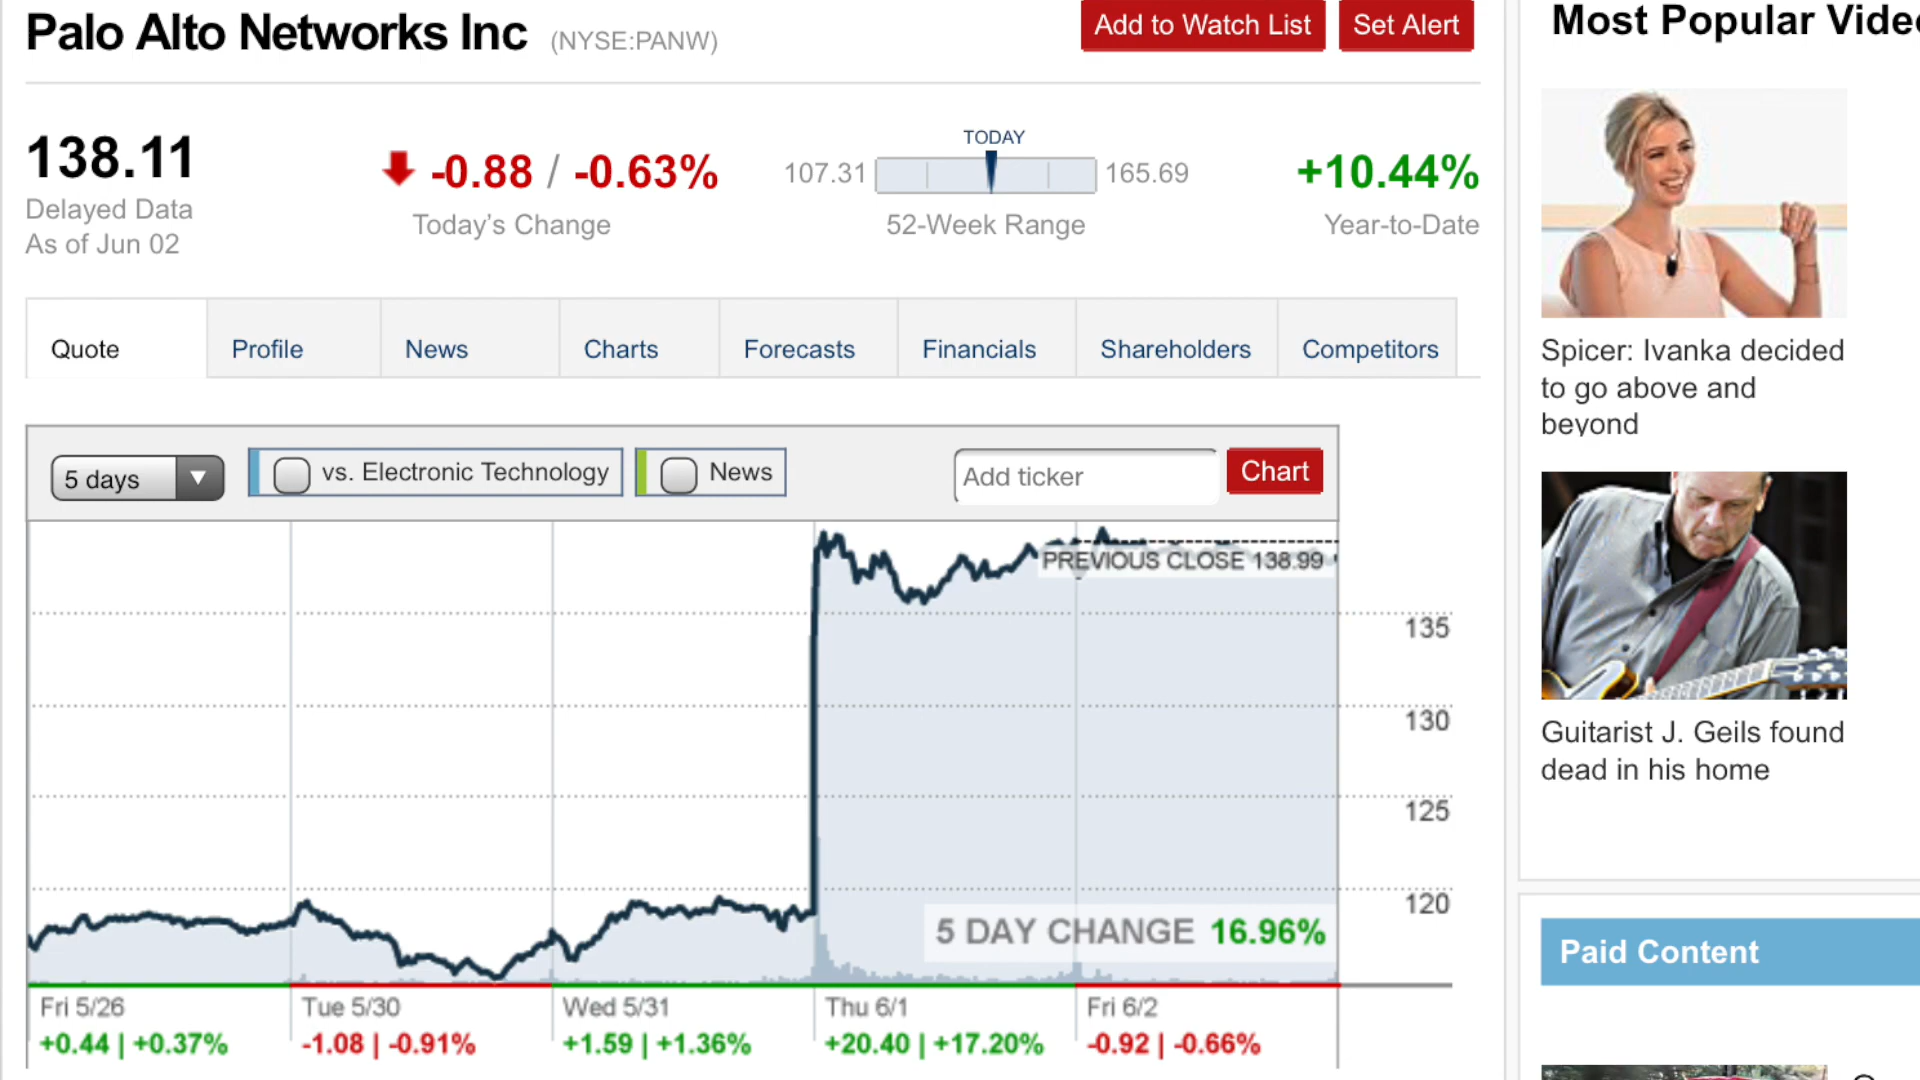 Palo Alto Networks Inc (NYSE:PANW)
Add to Watch List
Set Alert
138.11
Delayed Data
As of Jun 02
-0.88 / -0.63%
Today's Change
TODAY
107.31
165.69
52-Week Range
+10.44%
Year-to-Date
Quote
Profile
News
Charts
Forecasts
Financials
Shareholders
Competitors
5 days
vs. Electronic Technology
News
Add ticker
Chart
PREVIOUS CLOSE 138.99
135
130
125
120
5 DAY CHANGE 16.96%
Fri 5/26
+0.44 | +0.37%
Tue 5/30
-1.08 | -0.91%
Wed 5/31
+1.59 | +1.36%
Thu 6/1
+20.40 | +17.20%
Fri 6/2
-0.92 | -0.66%
Most Popular
Spicer: Ivanka decided
to go above and
beyond
Guitarist J. Geils found
dead in his home
Paid Content